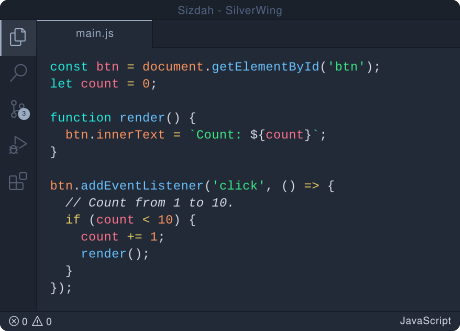 Sizdah - SilverWing
main.js
const btn = document.getElementById('btn');
let count = 0;
function render() {
  btn.innerText = `Count: ${count}`;
}
btn.addEventListener('click', () => {
  // Count from 1 to 10.
  if (count < 10) {
    count += 1;
    render();
  }
});
3
0 0 JavaScript